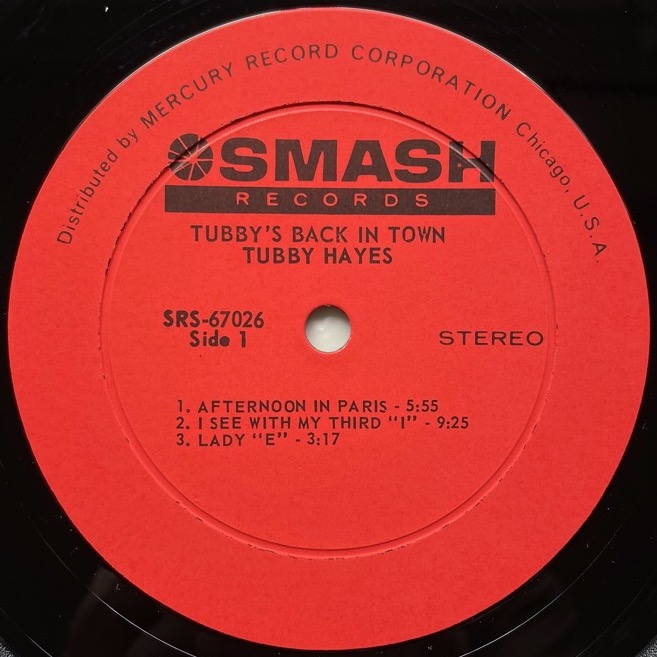 Distributed by MERCURY RECORD CORPORATION Chicago, U.S.A.
SMASH
RECORDS
TUBBY'S BACK IN TOWN
TUBBY HAYES
SRS-67026
Side 1
STEREO
1. AFTERNOON IN PARIS - 5:55
2. I SEE WITH MY THIRD "I" - 9:25
3. LADY "E" - 3:17